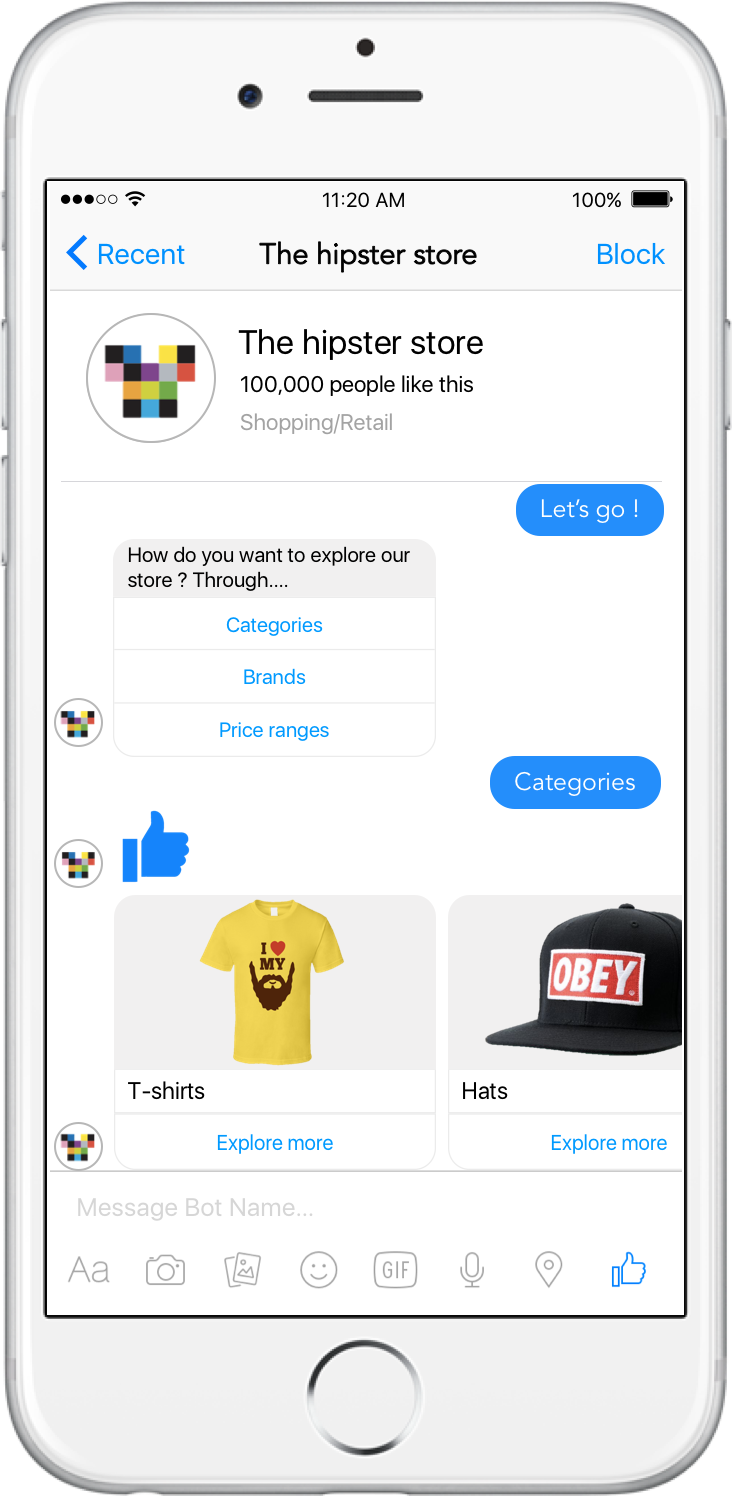 11:20 AM
100%
Recent
The hipster store
Block
The hipster store
100,000 people like this
Shopping/Retail
Let's go !
How do you want to explore our
store ? Through....
Categories
Brands
Price ranges
Categories
I
MY
OBEY
T-shirts
Hats
Explore more
Explore more
Message Bot Name...
Aa
GIF